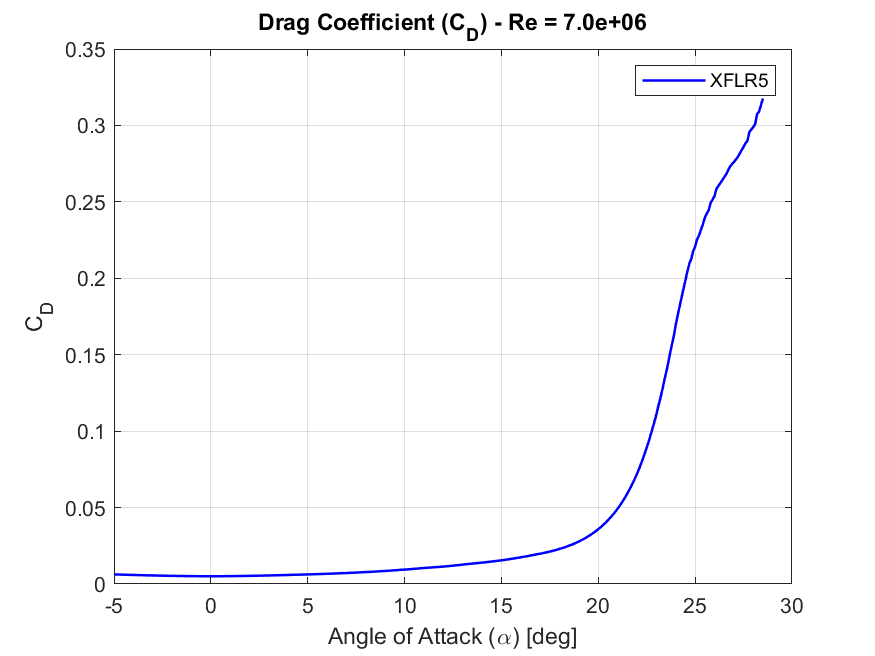 Drag Coefficient (C_D) - Re = 7.0e+06
XFLR5
0.35
0.3
0.25
0.2
0.15
0.1
0.05
0
C_D
-5 0 5 10 15 20 25 30
Angle of Attack (α) [deg]